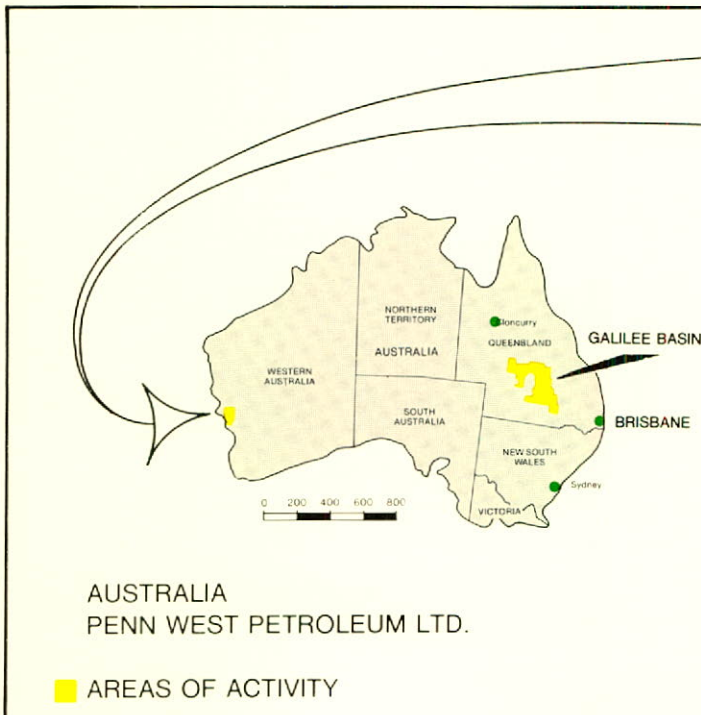 NORTHERN
TERRITORY
AUSTRALIA
Cloncurry
QUEENSLAND
GALILEE BASIN
WESTERN
AUSTRALIA
SOUTH
AUSTRALIA
BRISBANE
NEW SOUTH
WALES
Sydney
VICTORIA
0 200 400 600 800
AUSTRALIA
PENN WEST PETROLEUM LTD.
AREAS OF ACTIVITY